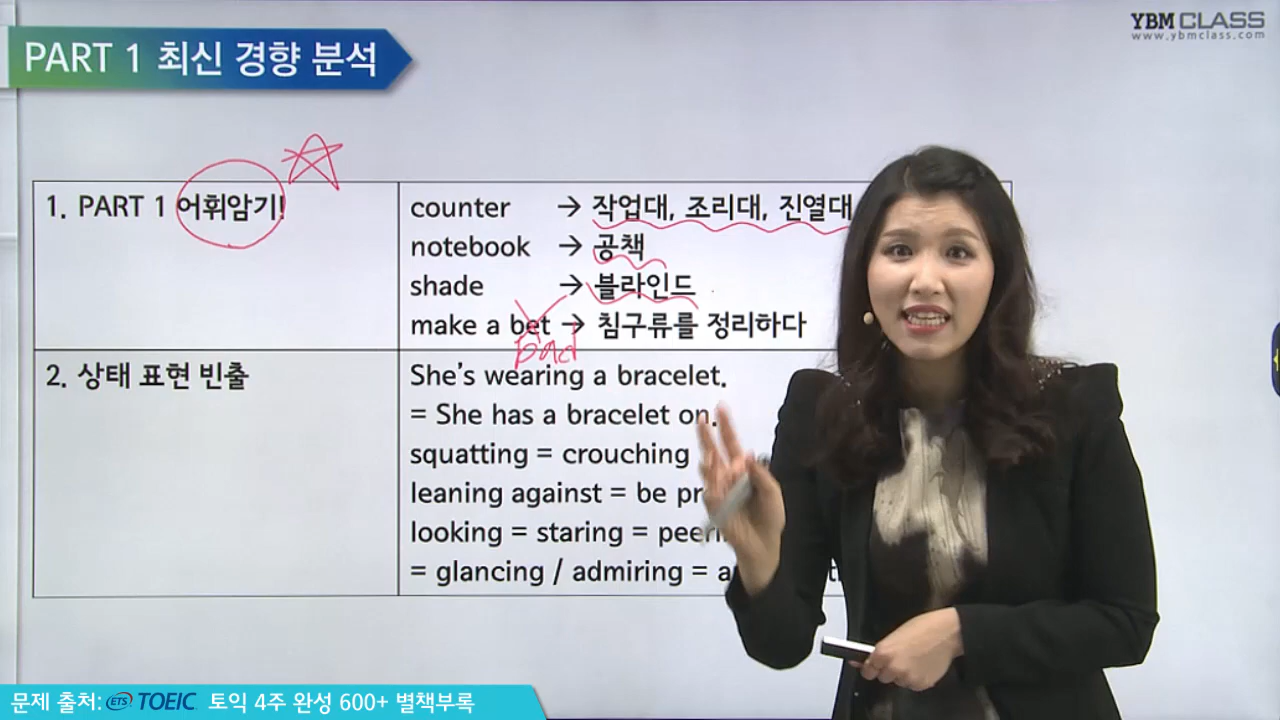 YBM CLASS
www.ybmclass.com
PART 1 최신 경향 분석
1. PART 1 어휘암기!
counter → 작업대, 조리대, 진열대
notebook → 공책
shade → 블라인드
make a bet → 침구류를 정리하다
bed
2. 상태 표현 빈출
She's wearing a bracelet.
= She has a bracelet on.
squatting = crouching
leaning against = be
looking = staring =
= glancing / admiring =
문제 출처: ETS TOEIC 토익 4주 완성 600+ 별책부록